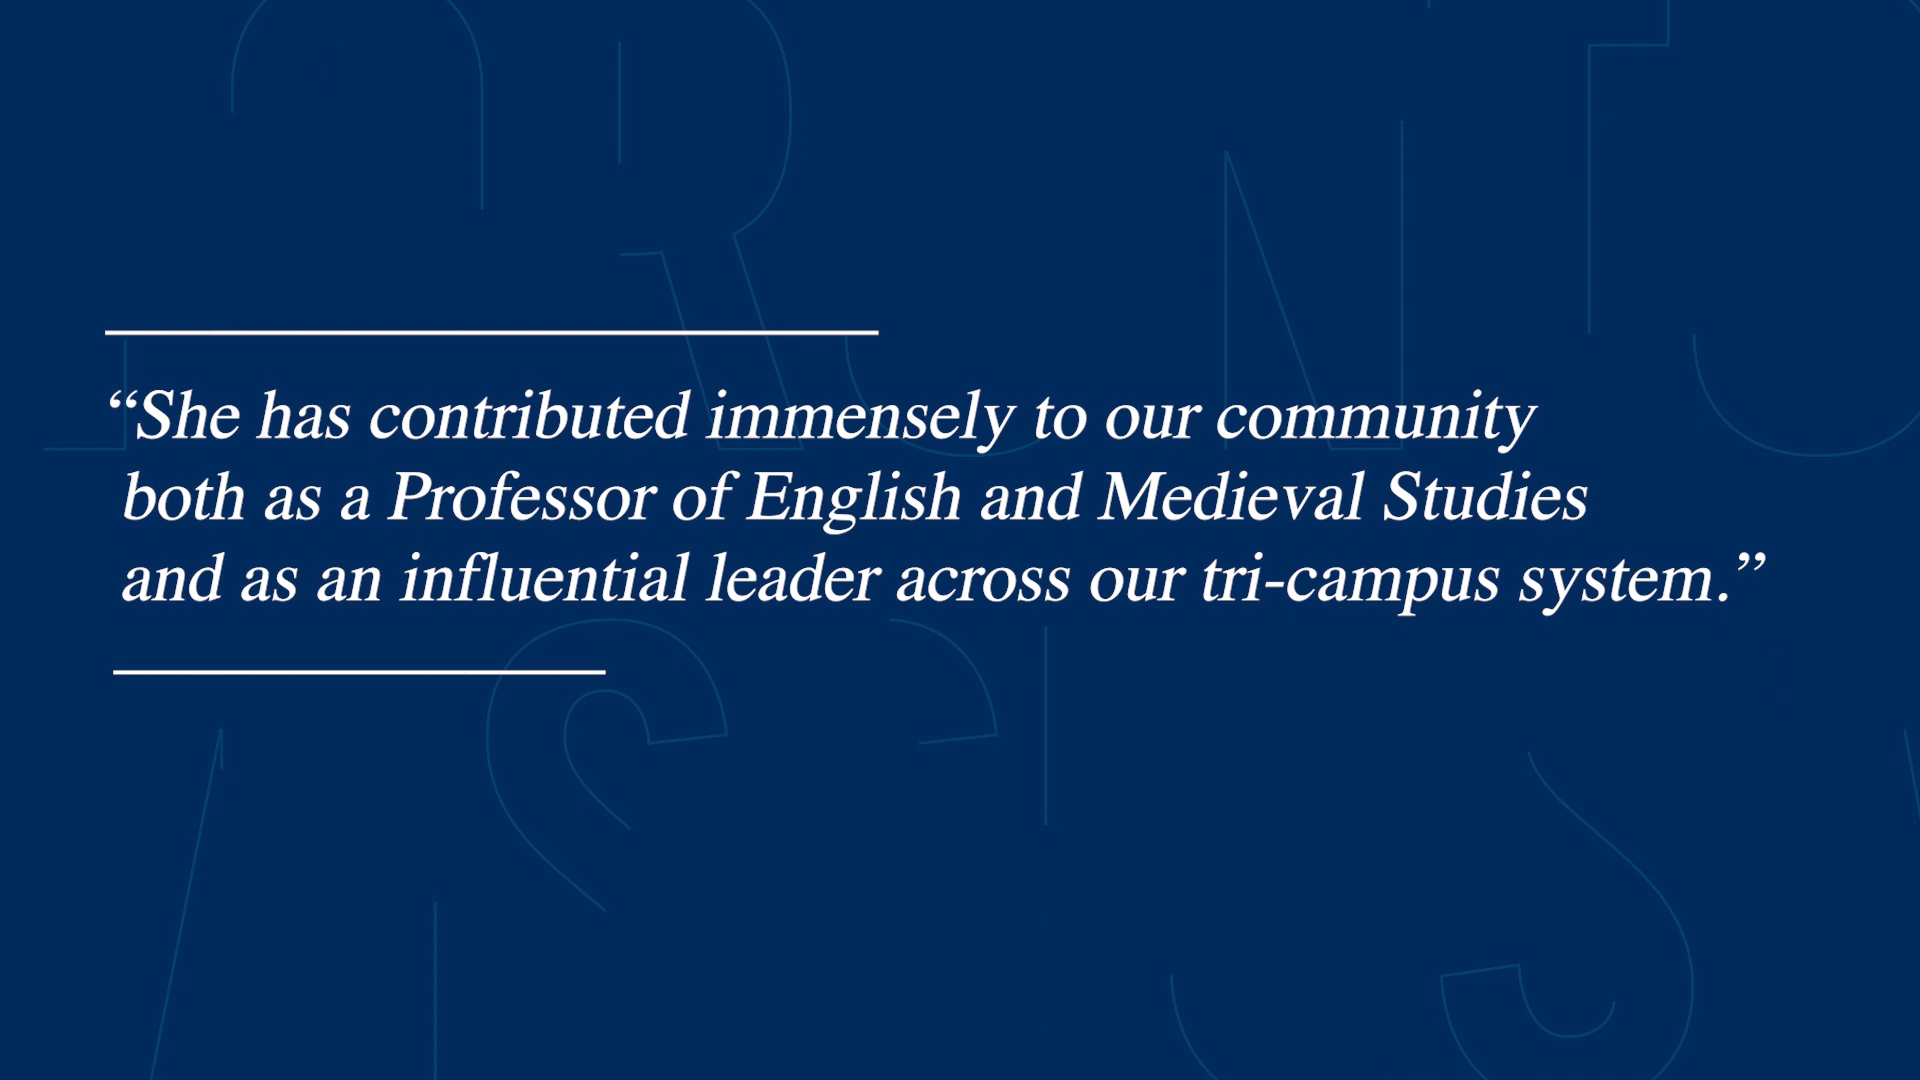 “She has contributed immensely to our community
both as a Professor of English and Medieval Studies
and as an influential leader across our tri-campus system.”